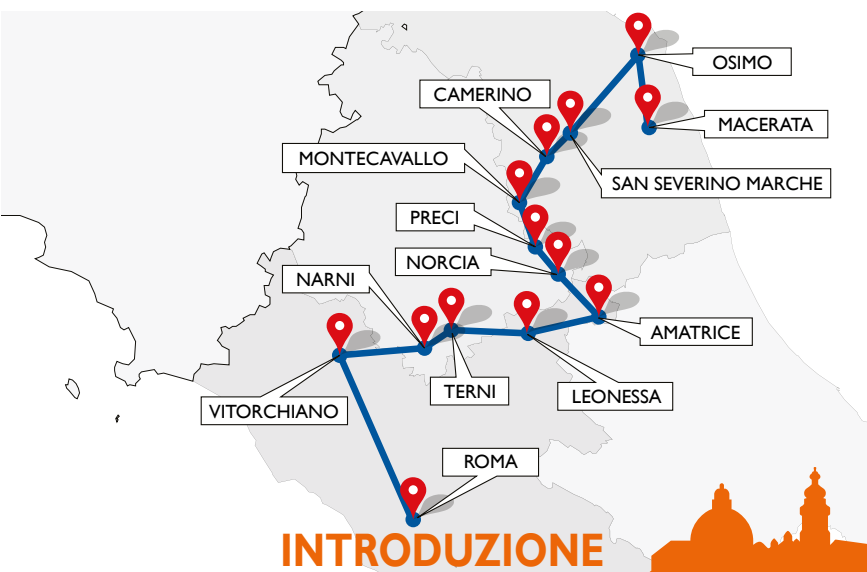 OSIMO
CAMERINO
MACERATA
MONTECAVALLO
SAN SEVERINO MARCHE
PRECI
NORCIA
NARNI
AMATRICE
TERNI
LEONESSA
VITORCHIANO
ROMA
INTRODUZIONE